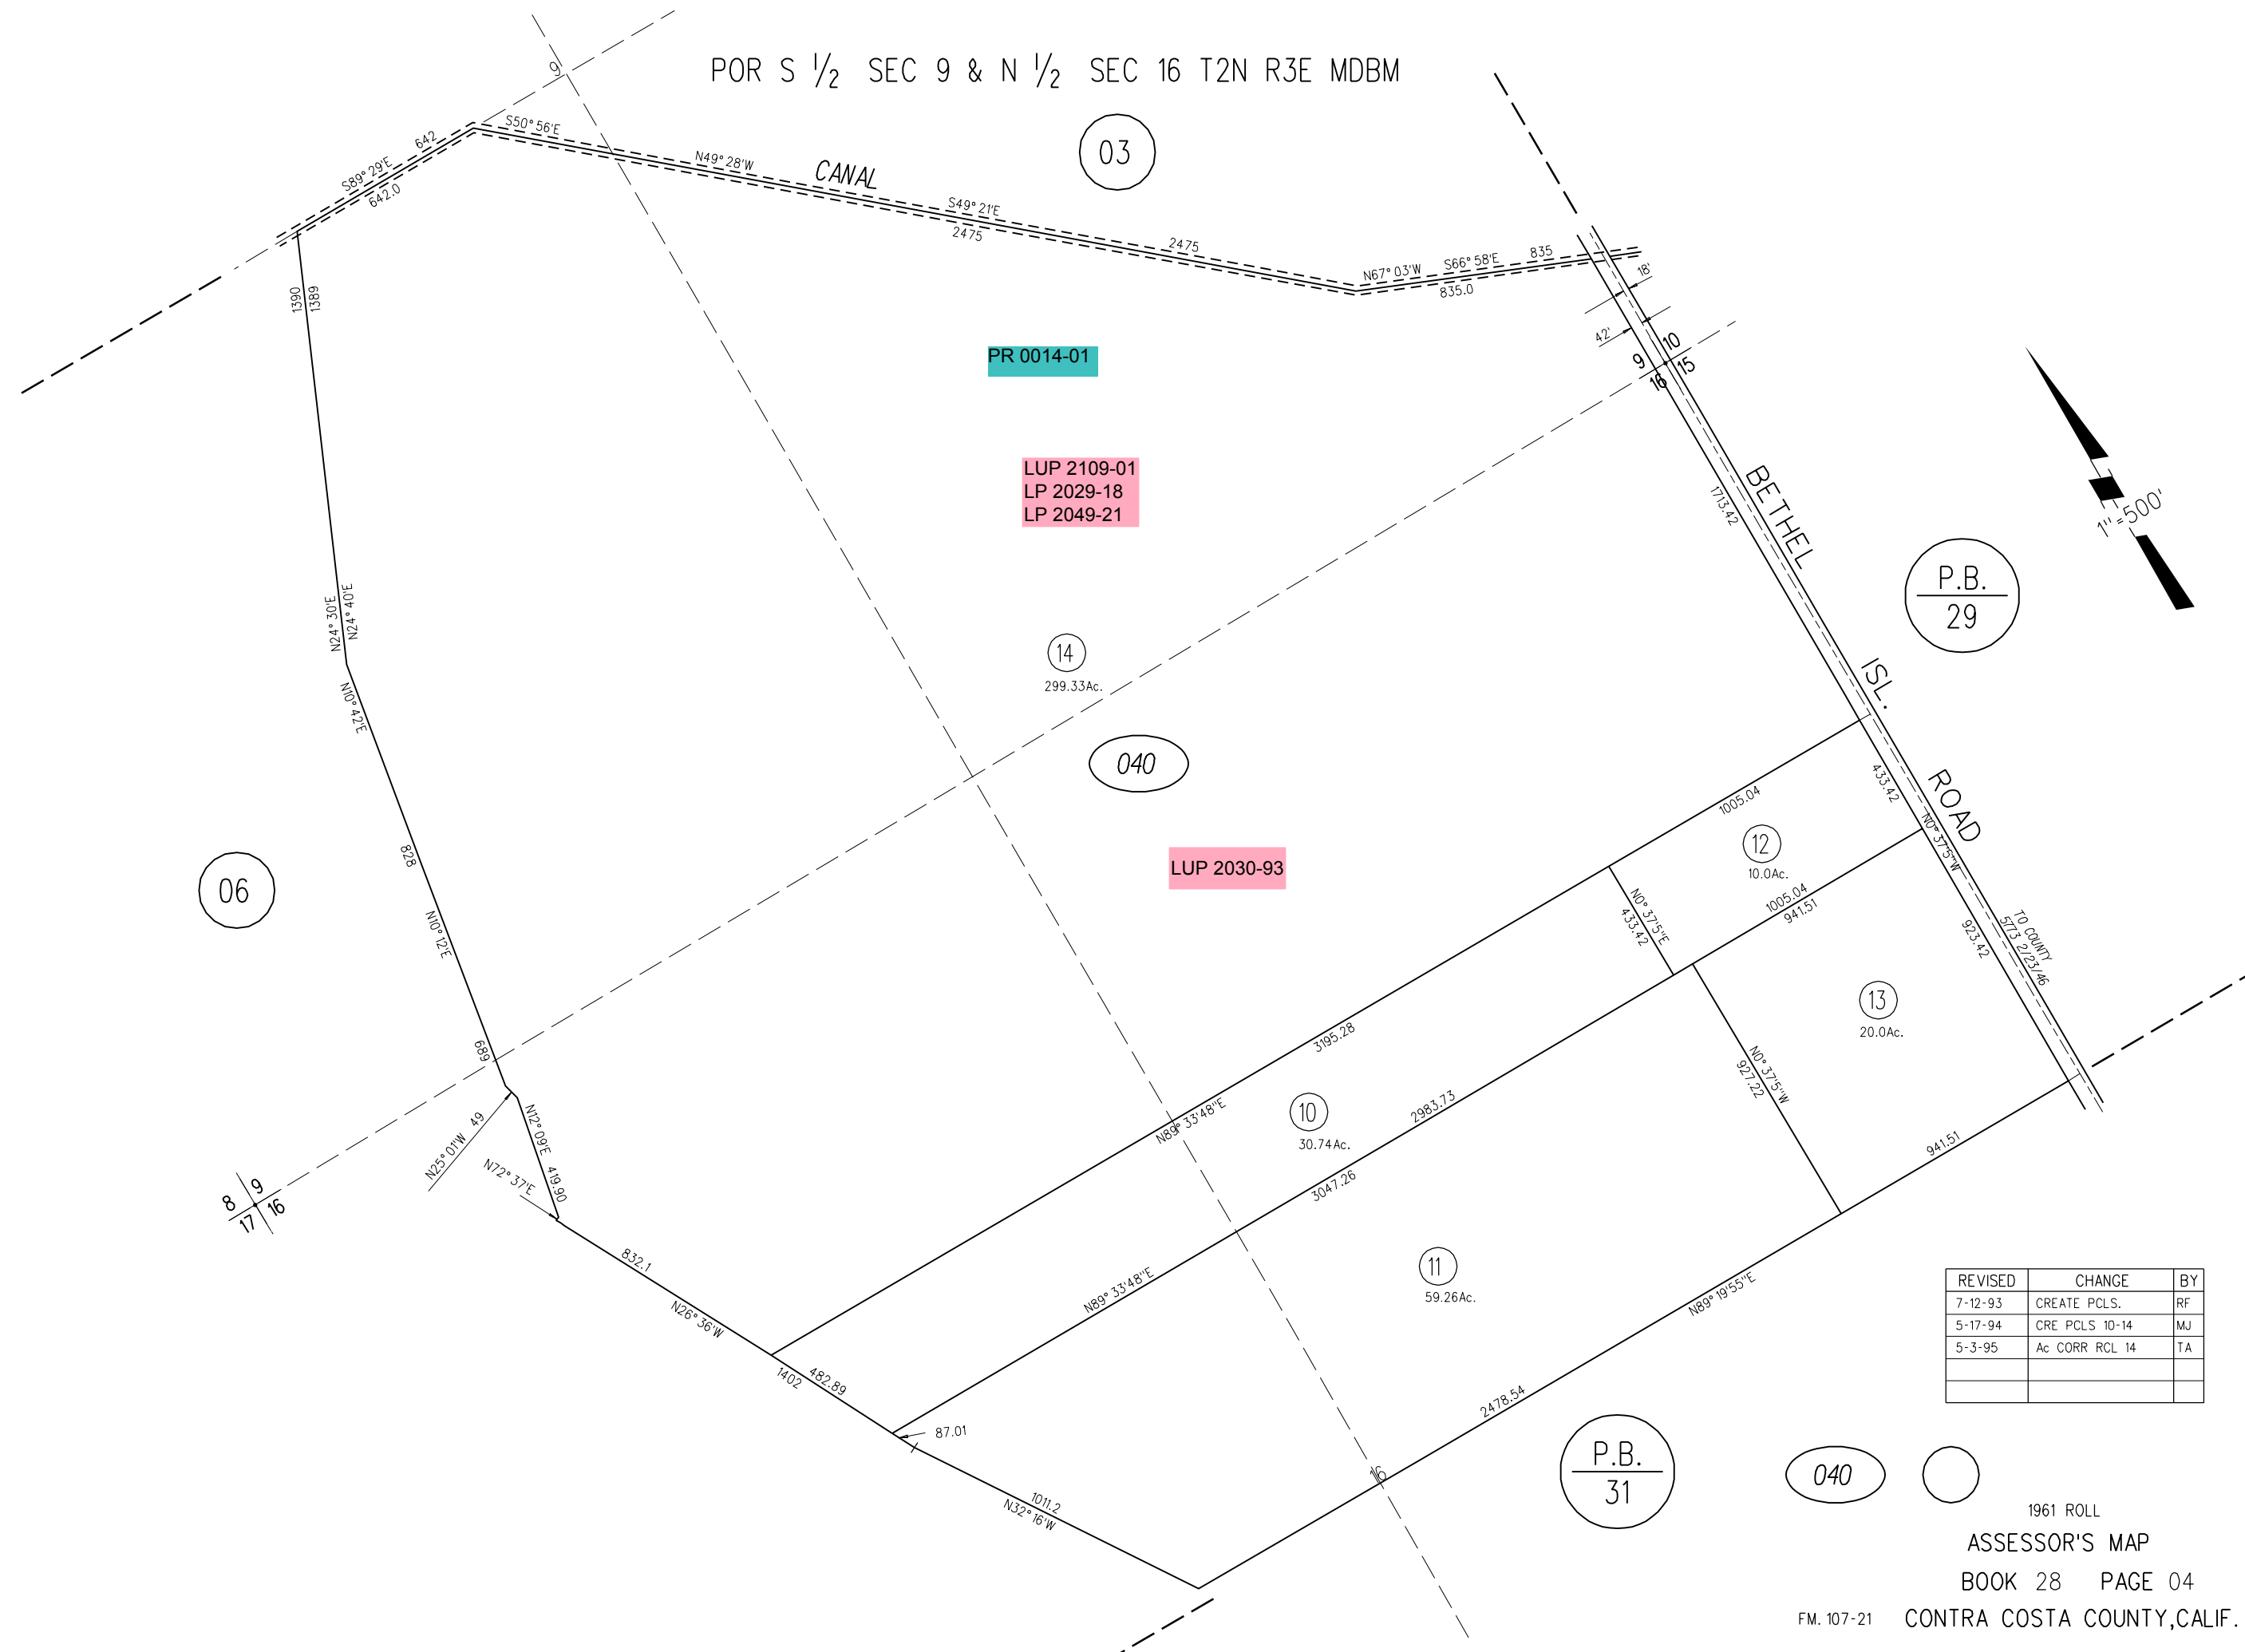 POR S 1/2 SEC 9 & N 1/2 SEC 16 T2N R3E MDBM
9
03
S89° 29'E
642
642.0
S50° 56'E
N49° 28'W
CANAL
S49° 21'E
2475
2475
N67° 03'W
S66° 58'E
835
835.0
18'
42'
9 10
16 15
1390
1389
PR 0014-01
LUP 2109-01
LP 2029-18
LP 2049-21
1713.42
BETHEL
ISL.
ROAD
1"=500'
P.B.
29
N24° 30'E
N24° 40'E
N10° 42'E
14
299.33Ac.
040
828
06
N10° 12'E
LUP 2030-93
1005.04
12
10.0Ac.
433.42
N0° 37'5"W
N0° 37'5"E
433.42
1005.04
941.51
TO COUNTY
5773 2/23/46
923.42
13
20.0Ac.
689
3195.28
N0° 37'5"W
927.22
N25° 01'W 49
N12° 09'E 419.90
N72° 37'E
N89° 33'48"E
10
30.74Ac.
2983.73
3047.26
941.51
8 9
17 16
832.1
N26° 36'W
N89° 33'48"E
11
59.26Ac.
N89° 19'55"E
1402
482.89
87.01
2478.54
16
1011.2
N32° 16'W
P.B.
31
REVISED CHANGE BY
7-12-93 CREATE PCLS. RF
5-17-94 CRE PCLS 10-14 MJ
5-3-95 Ac CORR RCL 14 TA
040
1961 ROLL
ASSESSOR'S MAP
BOOK 28 PAGE 04
FM. 107-21 CONTRA COSTA COUNTY,CALIF.